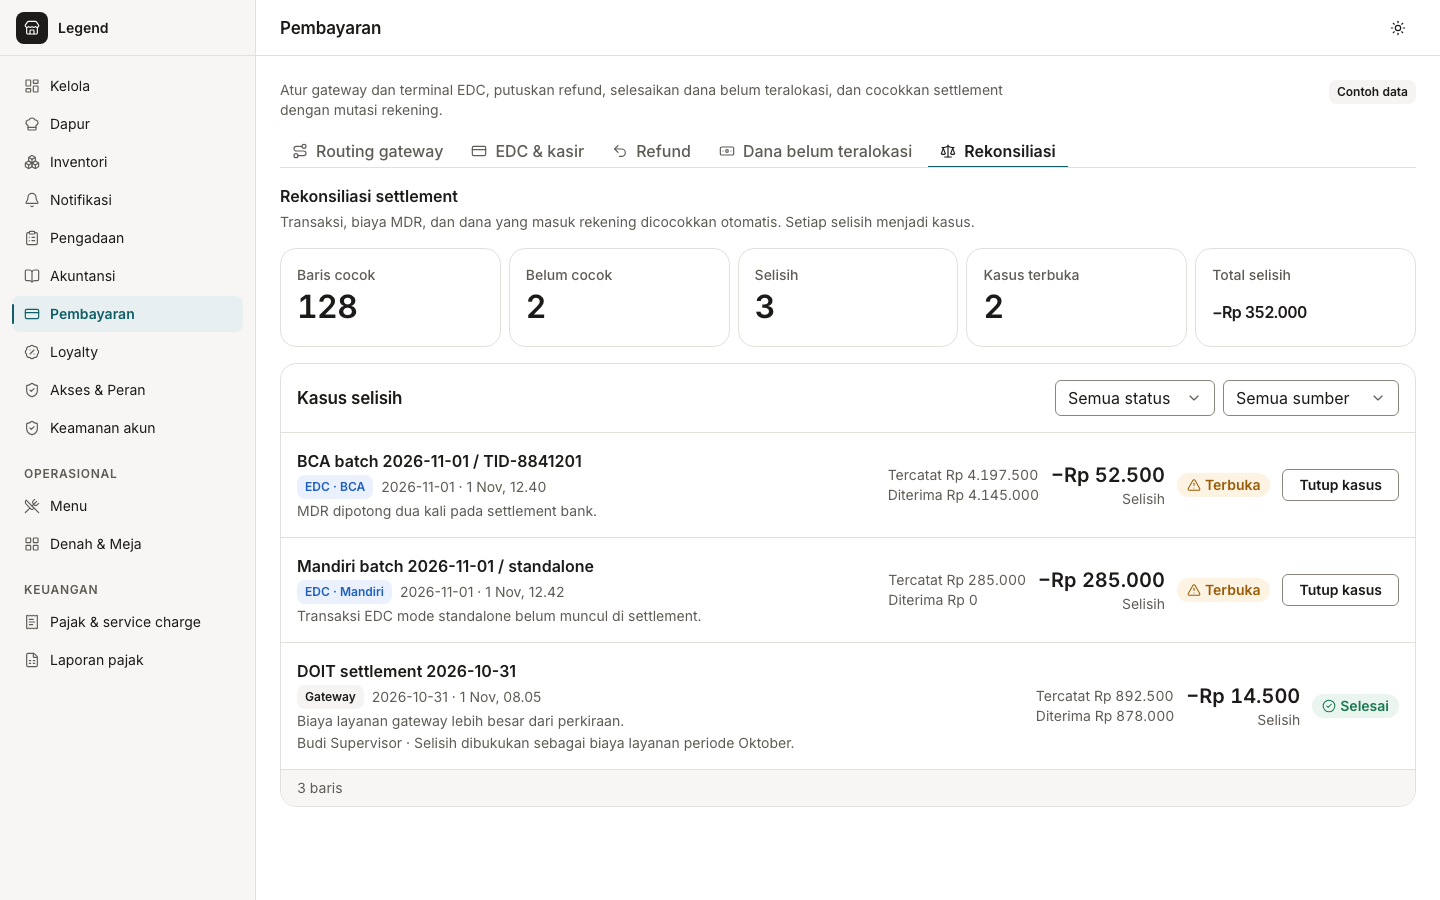 Legend
Pembayaran
Kelola
Dapur
Inventori
Notifikasi
Pengadaan
Akuntansi
Pembayaran
Loyalty
Akses & Peran
Keamanan akun
OPERASIONAL
Menu
Denah & Meja
KEUANGAN
Pajak & service charge
Laporan pajak
Atur gateway dan terminal EDC, putuskan refund, selesaikan dana belum teralokasi, dan cocokkan settlement
dengan mutasi rekening.
Contoh data
Routing gateway
EDC & kasir
Refund
Dana belum teralokasi
Rekonsiliasi
Rekonsiliasi settlement
Transaksi, biaya MDR, dan dana yang masuk rekening dicocokkan otomatis. Setiap selisih menjadi kasus.
Baris cocok
128
Belum cocok
2
Selisih
3
Kasus terbuka
2
Total selisih
−Rp 352.000
Kasus selisih
Semua status
Semua sumber
BCA batch 2026-11-01 / TID-8841201
EDC · BCA 2026-11-01 · 1 Nov, 12.40
MDR dipotong dua kali pada settlement bank.
Tercatat Rp 4.197.500
Diterima Rp 4.145.000
−Rp 52.500
Selisih
Terbuka
Tutup kasus
Mandiri batch 2026-11-01 / standalone
EDC · Mandiri 2026-11-01 · 1 Nov, 12.42
Transaksi EDC mode standalone belum muncul di settlement.
Tercatat Rp 285.000
Diterima Rp 0
−Rp 285.000
Selisih
Terbuka
Tutup kasus
DOIT settlement 2026-10-31
Gateway 2026-10-31 · 1 Nov, 08.05
Biaya layanan gateway lebih besar dari perkiraan.
Budi Supervisor · Selisih dibukukan sebagai biaya layanan periode Oktober.
Tercatat Rp 892.500
Diterima Rp 878.000
−Rp 14.500
Selisih
Selesai
3 baris